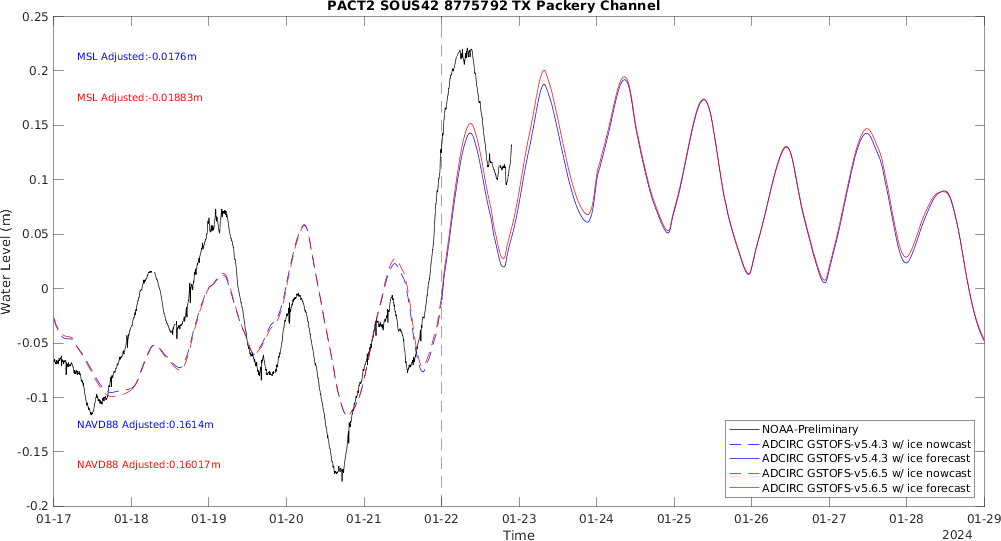 PACT2 SOUS42 8775792 TX Packery Channel
0.25
0.2
0.15
0.1
0.05
0
-0.05
-0.1
-0.15
-0.2
Water Level (m)
MSL Adjusted:-0.0176m
MSL Adjusted:-0.01883m
NAVD88 Adjusted:0.1614m
NAVD88 Adjusted:0.16017m
NOAA-Preliminary
ADCIRC GSTOFS-v5.4.3 w/ ice nowcast
ADCIRC GSTOFS-v5.4.3 w/ ice forecast
ADCIRC GSTOFS-v5.6.5 w/ ice nowcast
ADCIRC GSTOFS-v5.6.5 w/ ice forecast
01-17 01-18 01-19 01-20 01-21 01-22 01-23 01-24 01-25 01-26 01-27 01-28 01-29
Time
2024